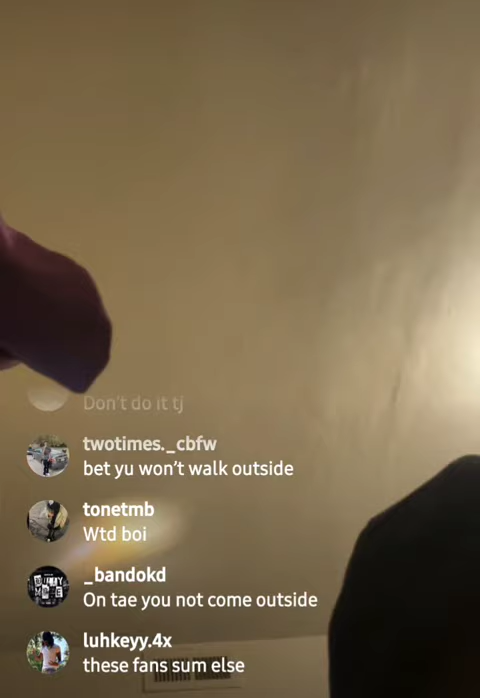 Don't do it tj
twotimes._cbfw
bet yu won't walk outside
tonetmb
Wtd boi
_bandokd
On tae you not come outside
luhkeyy.4x
these fans sum else